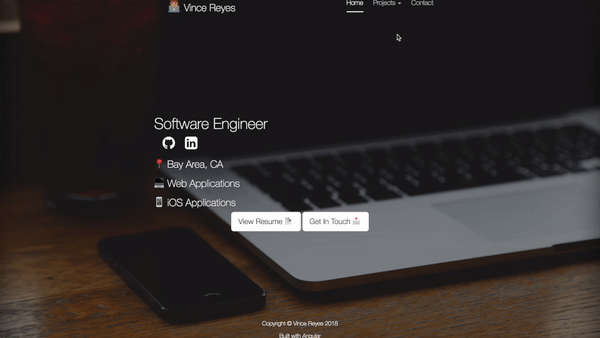 Vince Reyes
Home Projects Contact
Software Engineer
Bay Area, CA
Web Applications
iOS Applications
View Resume Get In Touch
Copyright © Vince Reyes 2018
Built with Angular